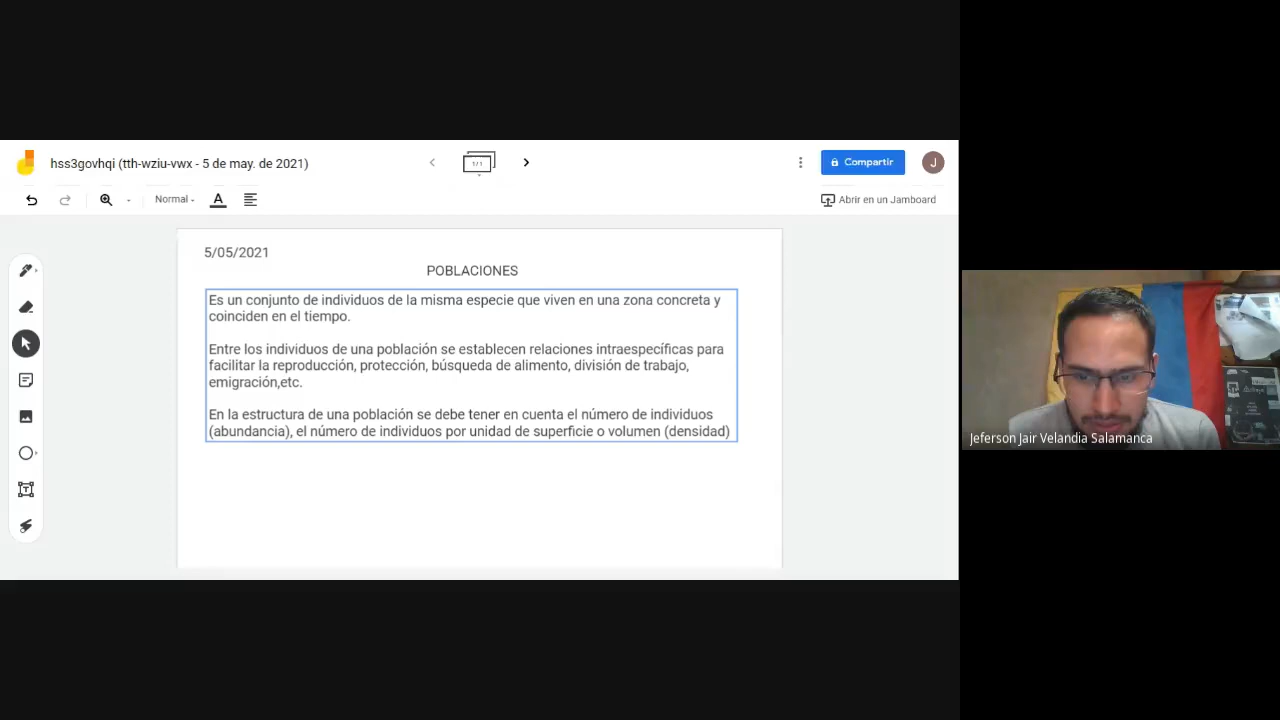 hss3govhqi (tth-wziu-vwx - 5 de may. de 2021)
1/1
Compartir
J
Normal
A
Abrir en un Jamboard
5/05/2021
POBLACIONES
Es un conjunto de individuos de la misma especie que viven en una zona concreta y
coinciden en el tiempo.
Entre los individuos de una población se establecen relaciones intraespecíficas para
facilitar la reproducción, protección, búsqueda de alimento, división de trabajo,
emigración,etc.
En la estructura de una población se debe tener en cuenta el número de individuos
(abundancia), el número de individuos por unidad de superficie o volumen (densidad)
Jeferson Jair Velandia Salamanca